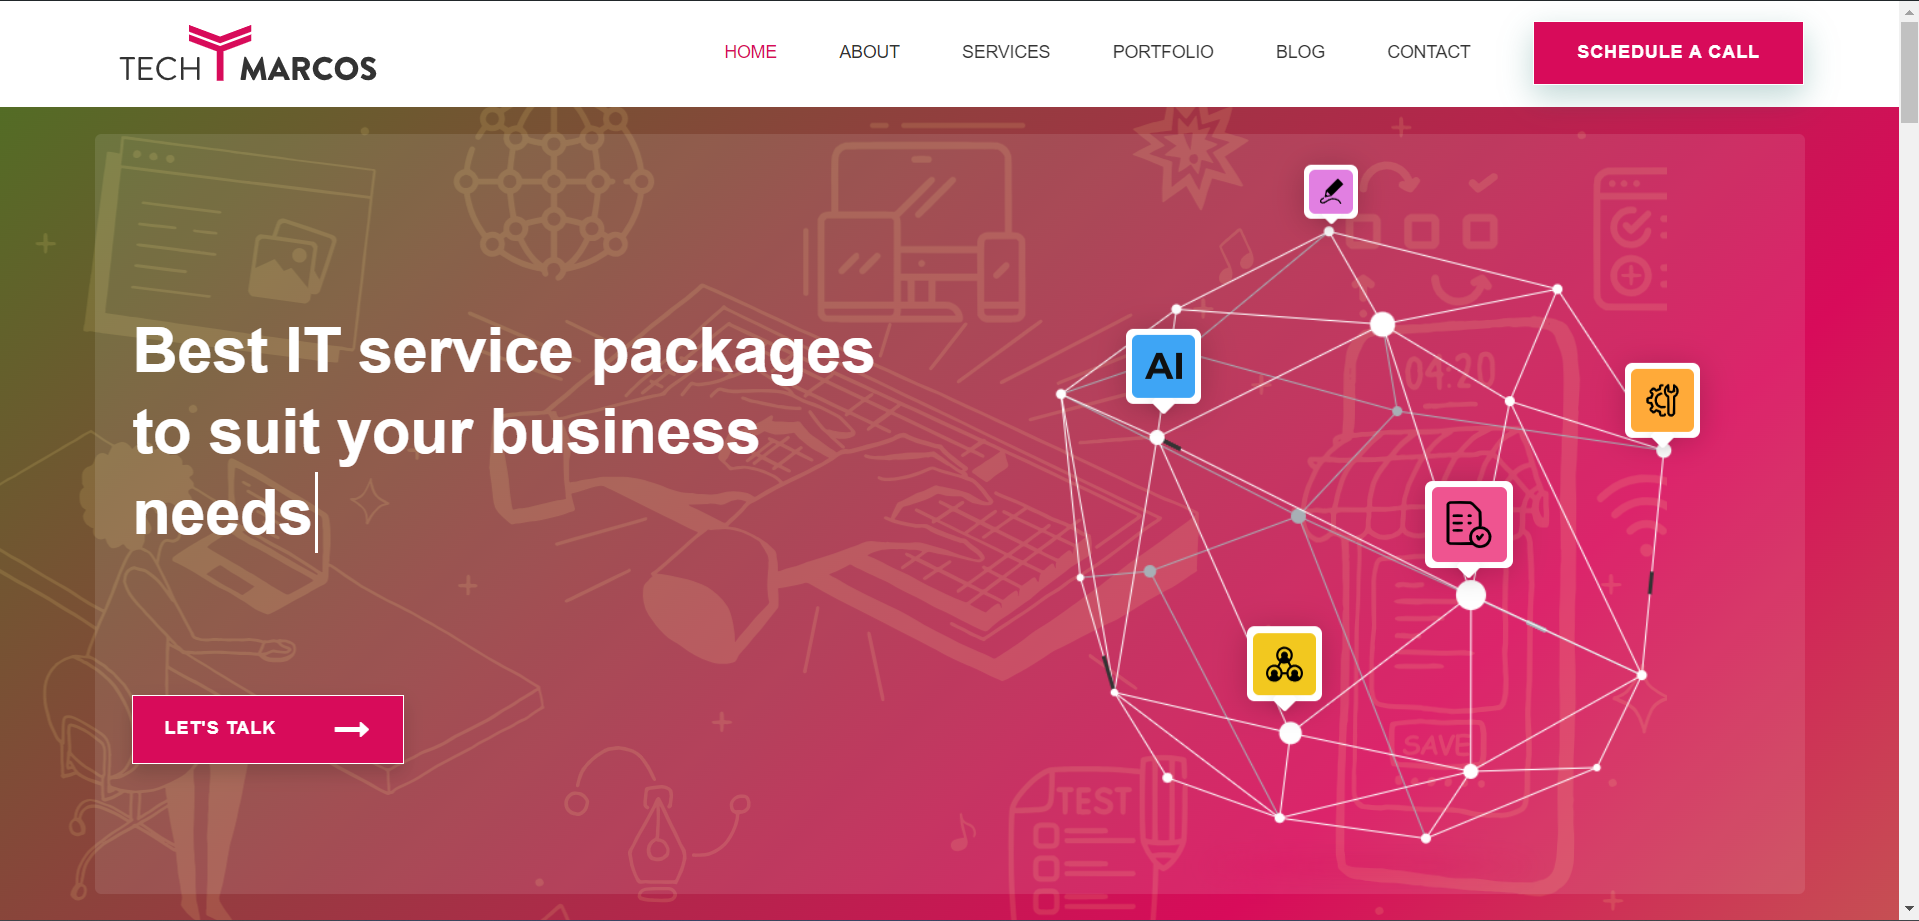 TECH MARCOS
HOME ABOUT SERVICES PORTFOLIO BLOG CONTACT SCHEDULE A CALL
Best IT service packages
to suit your business
needs
LET'S TALK
AI
04:20
SAVE
TEST